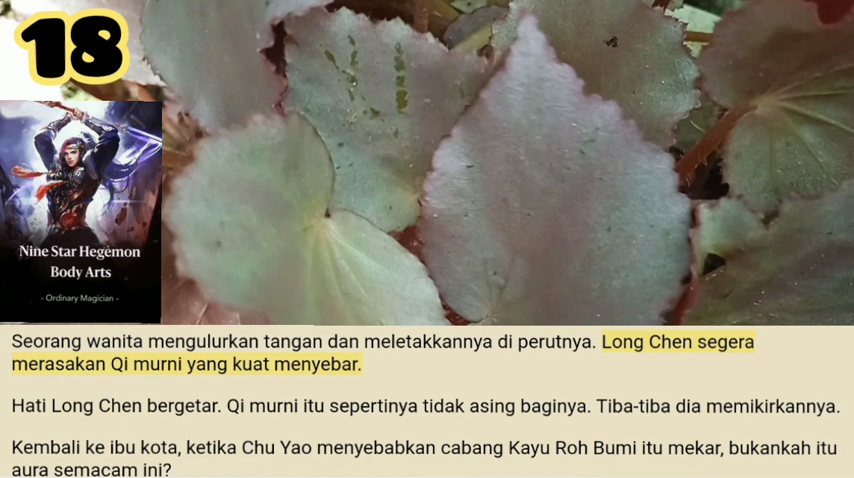 18
Nine Star Hegemon
Body Arts
- Ordinary Magician -
Seorang wanita mengulurkan tangan dan meletakkannya di perutnya. Long Chen segera
merasakan Qi murni yang kuat menyebar.
Hati Long Chen bergetar. Qi murni itu sepertinya tidak asing baginya. Tiba-tiba dia memikirkannya.
Kembali ke ibu kota, ketika Chu Yao menyebabkan cabang Kayu Roh Bumi itu mekar, bukankah itu
aura semacam ini?